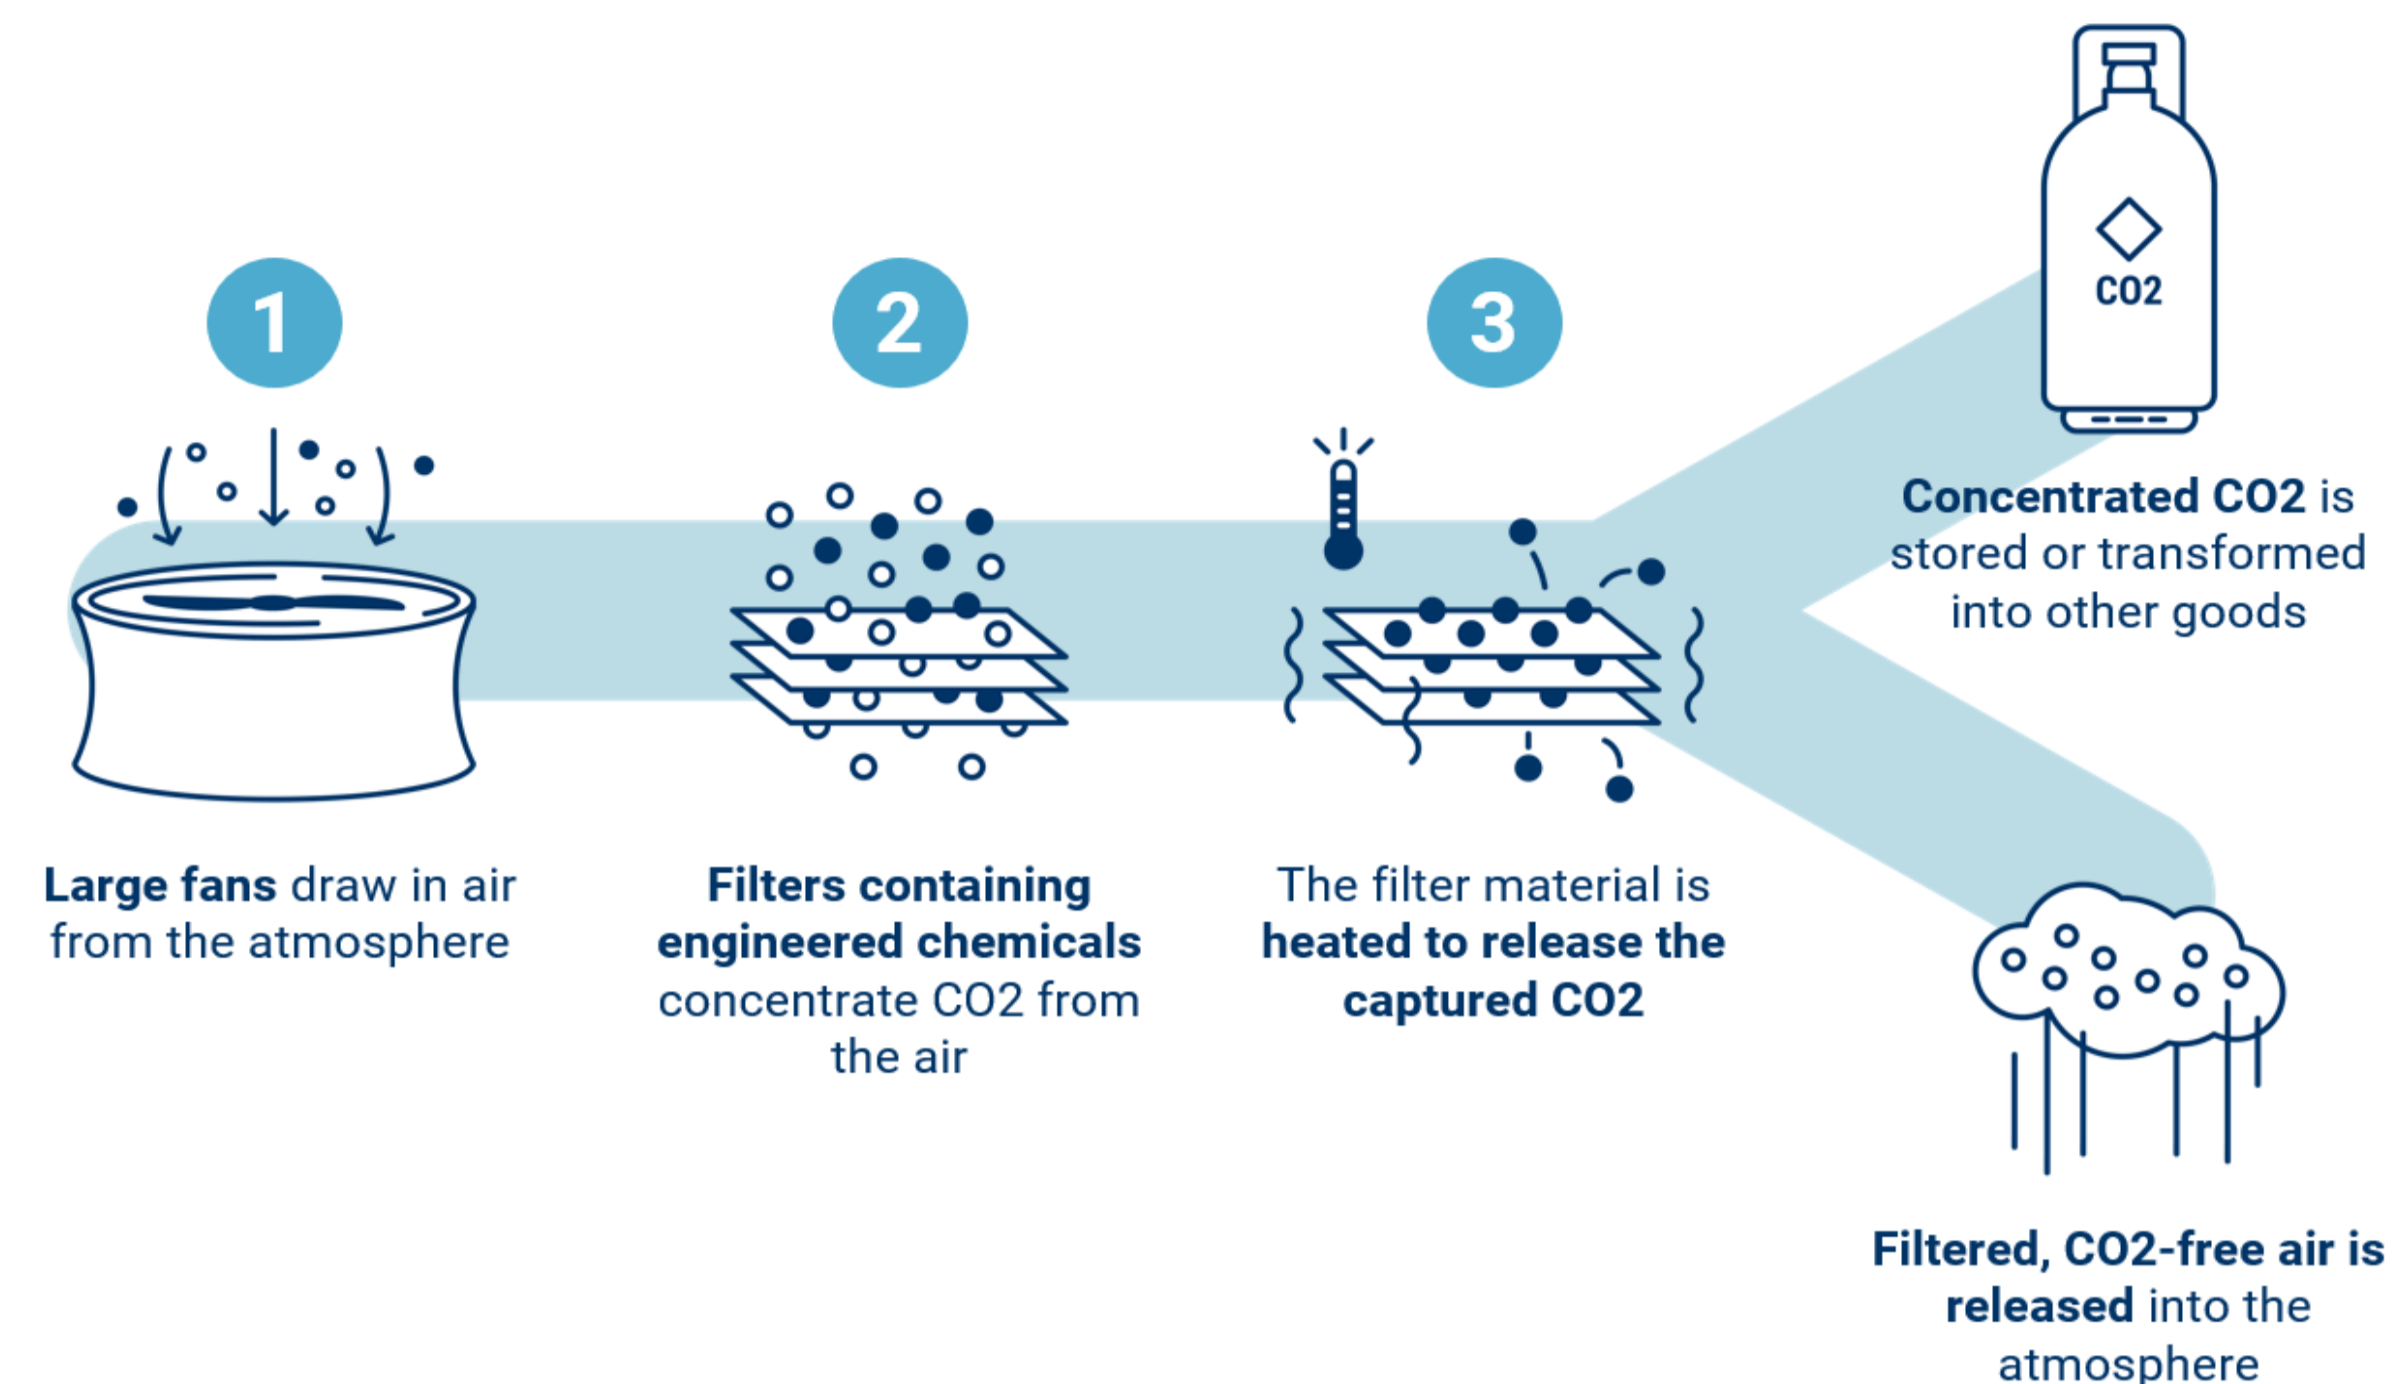 1
Large fans draw in air
from the atmosphere
2
Filters containing
engineered chemicals
concentrate CO2 from
the air
3
The filter material is
heated to release the
captured CO2
CO2
Concentrated CO2 is
stored or transformed
into other goods
Filtered, CO2-free air is
released into the
atmosphere